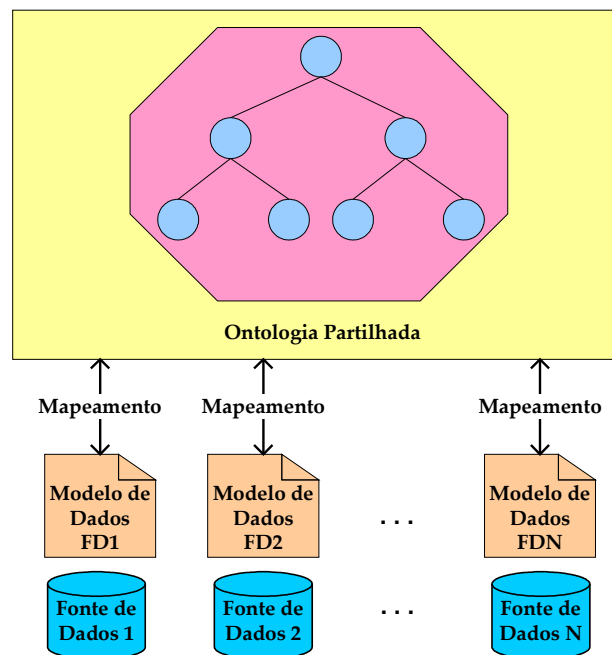 Ontologia Partilhada
Mapeamento
Mapeamento
Mapeamento
Modelo de
Dados
FD1
Modelo de
Dados
FD2
. . .
Modelo de
Dados
FDN
Fonte de
Dados 1
Fonte de
Dados 2
. . .
Fonte de
Dados N